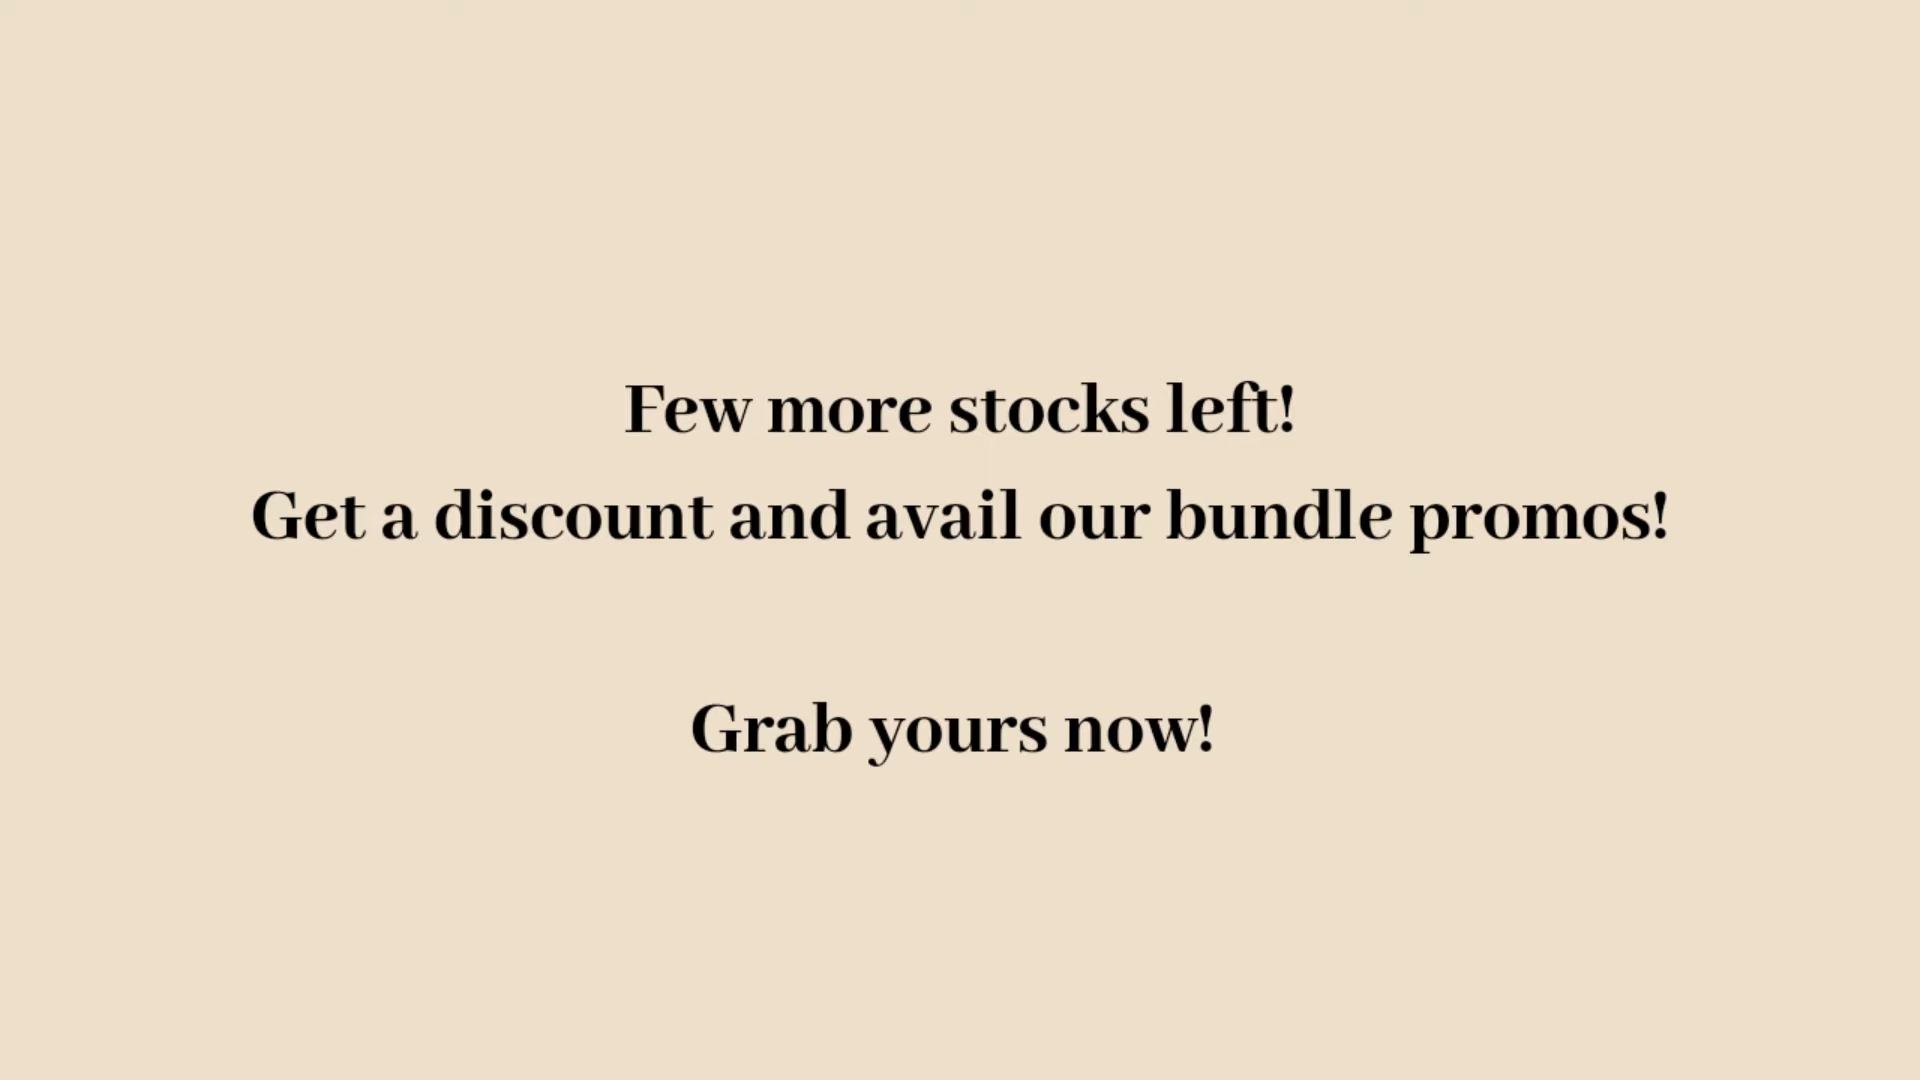 Few more stocks left!
Get a discount and avail our bundle promos!
Grab yours now!